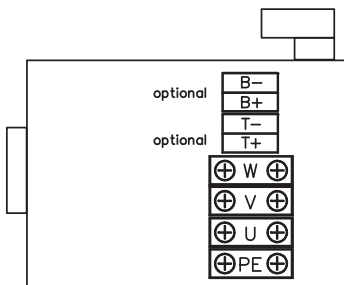 optional B-
B+
T-
optional T+
W
V
U
PE